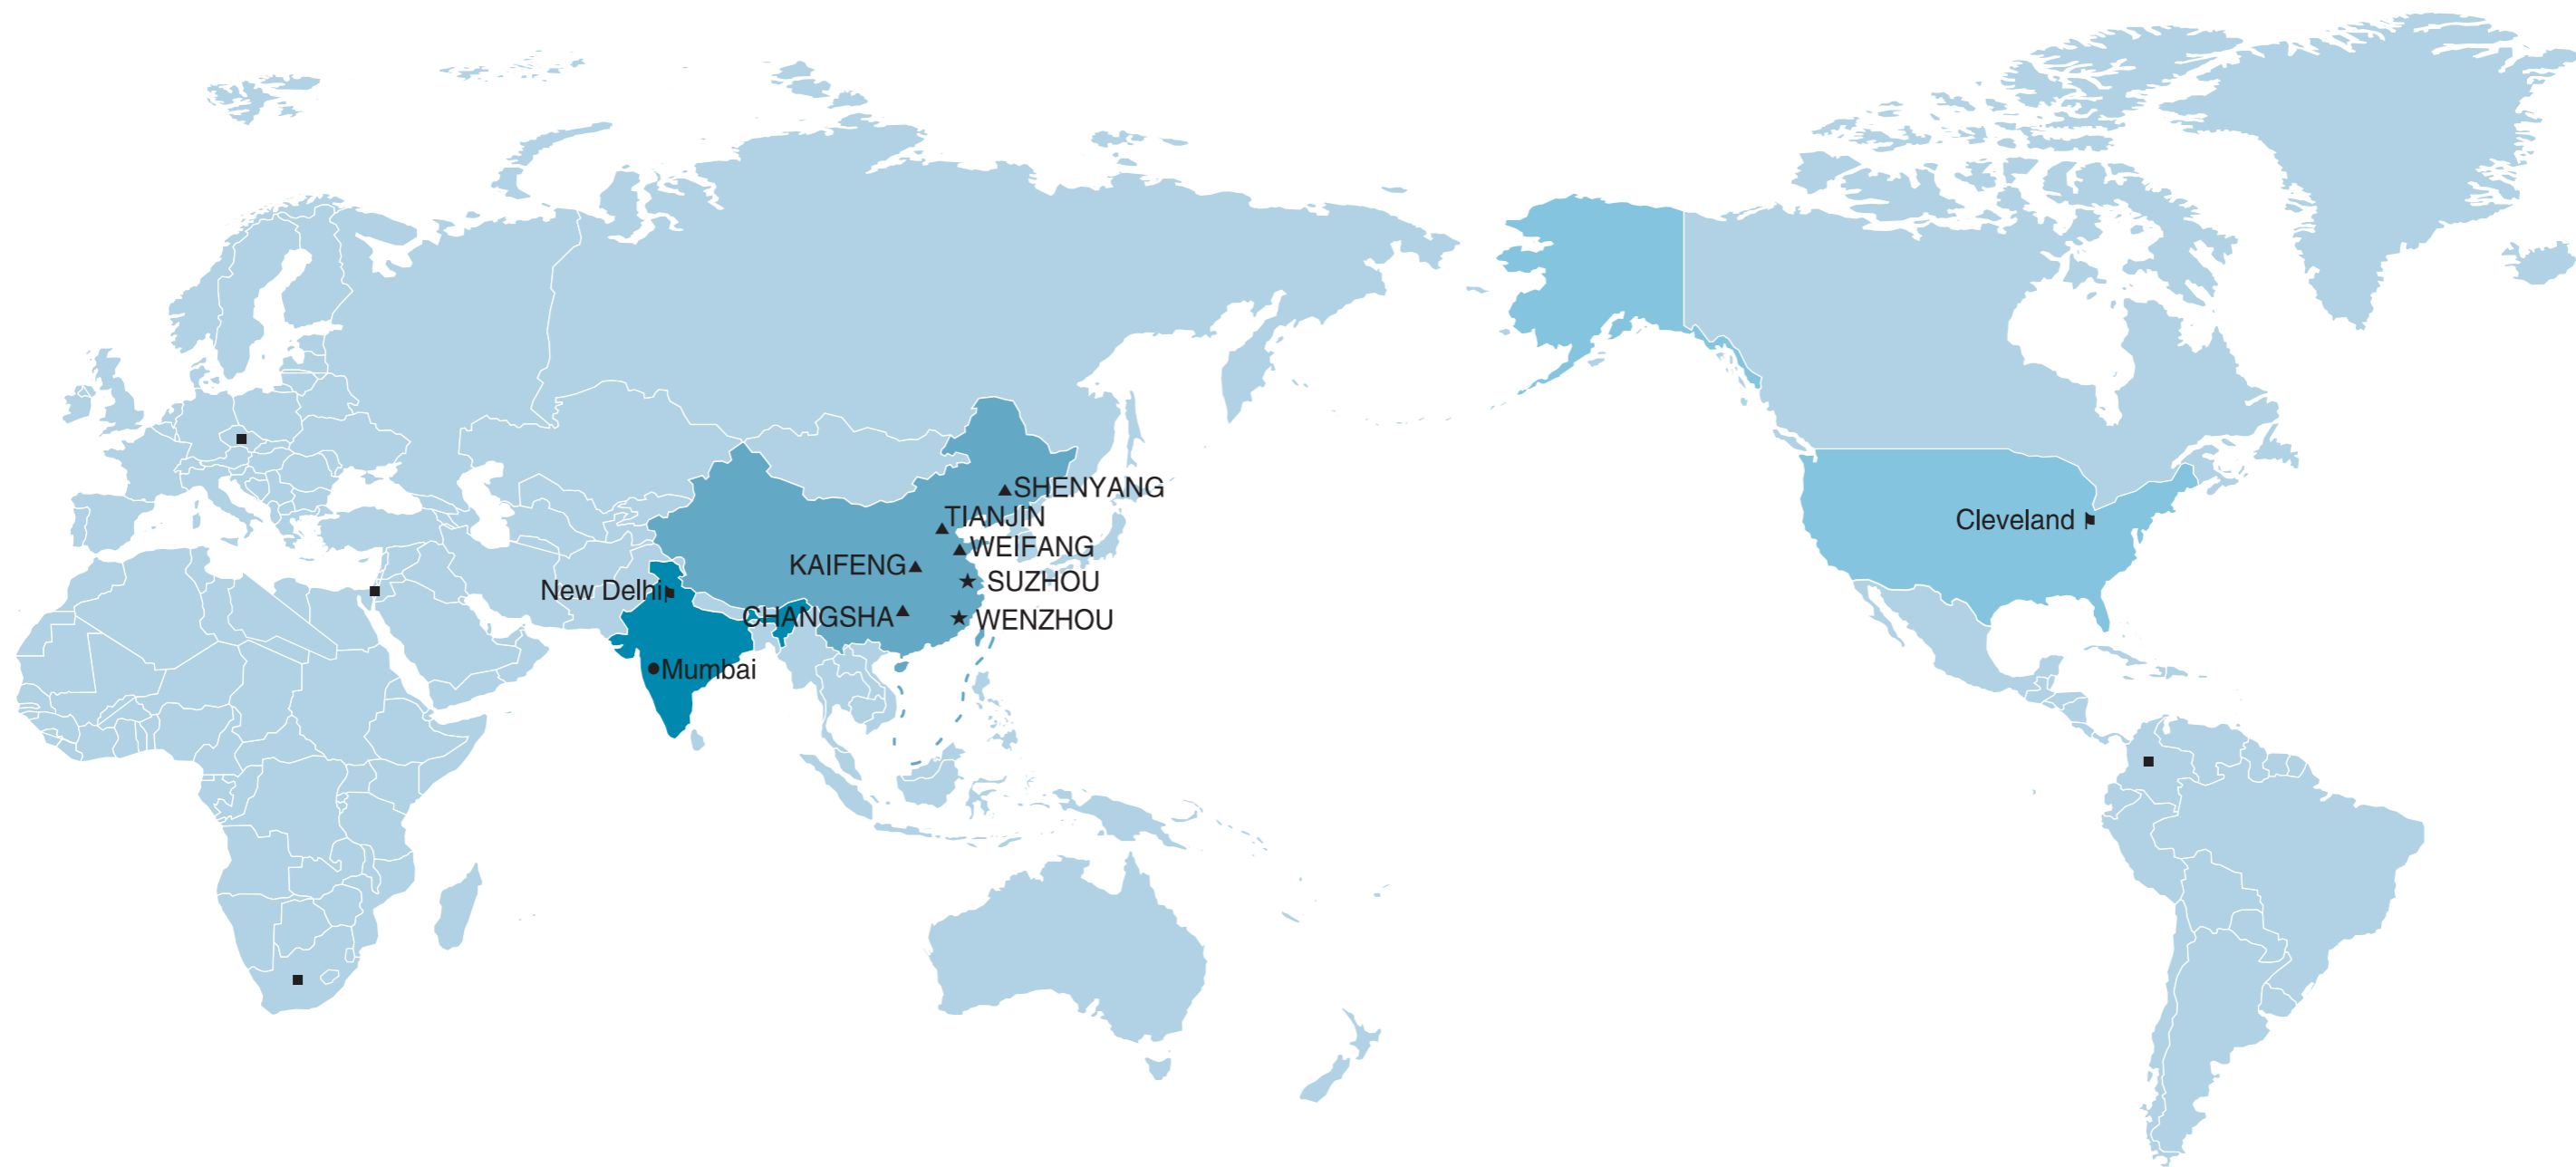 SHENYANG
TIANJIN
Cleveland
WEIFANG
KAIFENG
SUZHOU
New Delhi
CHANGSHA
WENZHOU
Mumbai